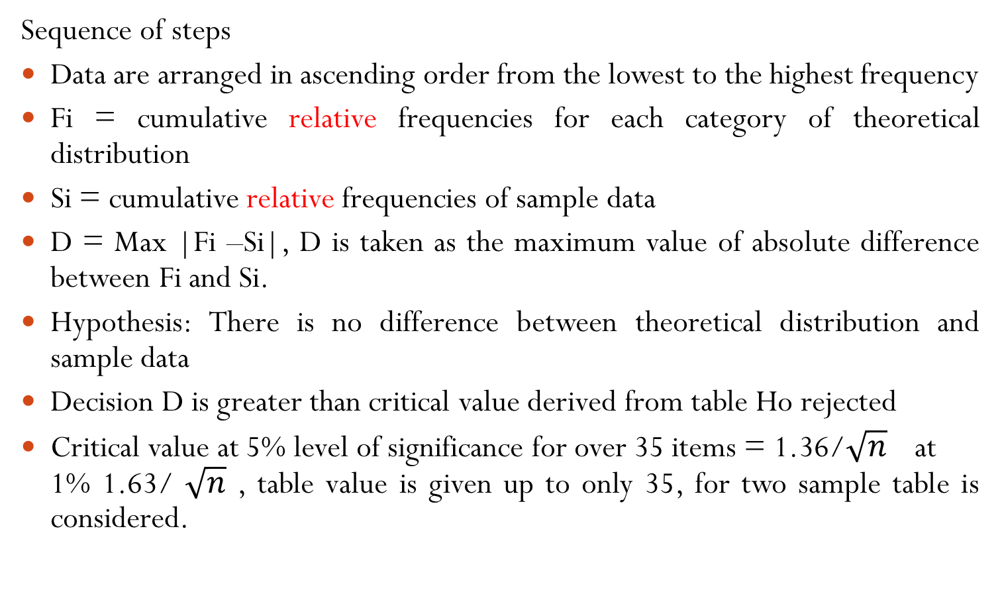 Sequence of steps
• Data are arranged in ascending order from the lowest to the highest frequency
• Fi = cumulative relative frequencies for each category of theoretical
distribution
• Si = cumulative relative frequencies of sample data
• D = Max |Fi –Si|, D is taken as the maximum value of absolute difference
between Fi and Si.
• Hypothesis: There is no difference between theoretical distribution and
sample data
• Decision D is greater than critical value derived from table Ho rejected
• Critical value at 5% level of significance for over 35 items = 1.36/√n at
1% 1.63/ √n , table value is given up to only 35, for two sample table is
considered.